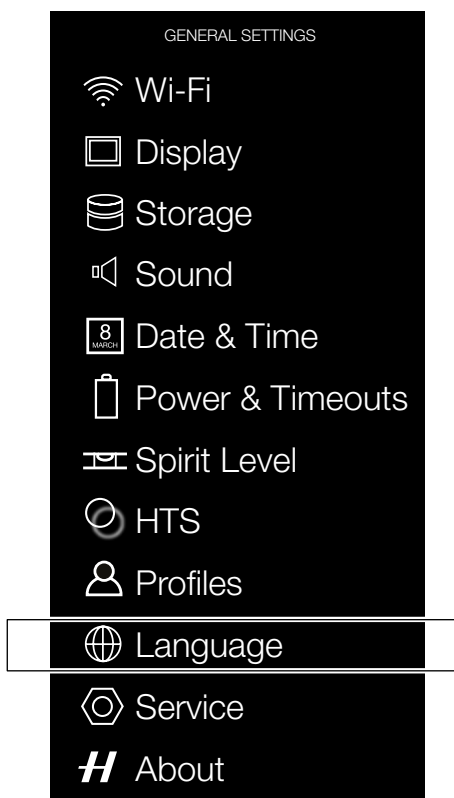 GENERAL SETTINGS
Wi-Fi
Display
Storage
Sound
8
MARCH
Date & Time
Power & Timeouts
Spirit Level
HTS
Profiles
Language
Service
H About